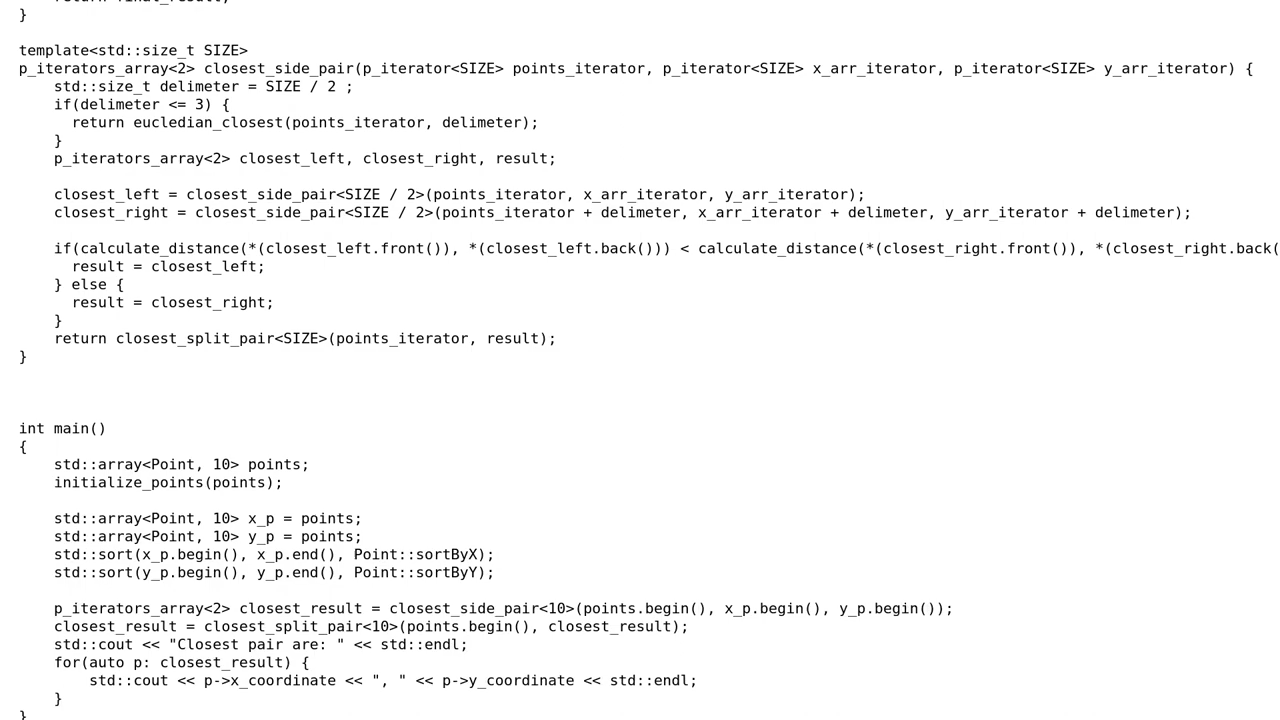 return final_result;
}
template<std::size_t SIZE>
p_iterators_array<2> closest_side_pair(p_iterator<SIZE> points_iterator, p_iterator<SIZE> x_arr_iterator, p_iterator<SIZE> y_arr_iterator) {
    std::size_t delimeter = SIZE / 2 ;
    if(delimeter <= 3) {
      return eucledian_closest(points_iterator, delimeter);
    }
    p_iterators_array<2> closest_left, closest_right, result;
    closest_left = closest_side_pair<SIZE / 2>(points_iterator, x_arr_iterator, y_arr_iterator);
    closest_right = closest_side_pair<SIZE / 2>(points_iterator + delimeter, x_arr_iterator + delimeter, y_arr_iterator + delimeter);
    if(calculate_distance(*(closest_left.front()), *(closest_left.back())) < calculate_distance(*(closest_right.front()), *(closest_right.back(
      result = closest_left;
    } else {
      result = closest_right;
    }
    return closest_split_pair<SIZE>(points_iterator, result);
}
int main()
{
    std::array<Point, 10> points;
    initialize_points(points);
    std::array<Point, 10> x_p = points;
    std::array<Point, 10> y_p = points;
    std::sort(x_p.begin(), x_p.end(), Point::sortByX);
    std::sort(y_p.begin(), y_p.end(), Point::sortByY);
    p_iterators_array<2> closest_result = closest_side_pair<10>(points.begin(), x_p.begin(), y_p.begin());
    closest_result = closest_split_pair<10>(points.begin(), closest_result);
    std::cout << "Closest pair are: " << std::endl;
    for(auto p: closest_result) {
        std::cout << p->x_coordinate << ", " << p->y_coordinate << std::endl;
    }
}